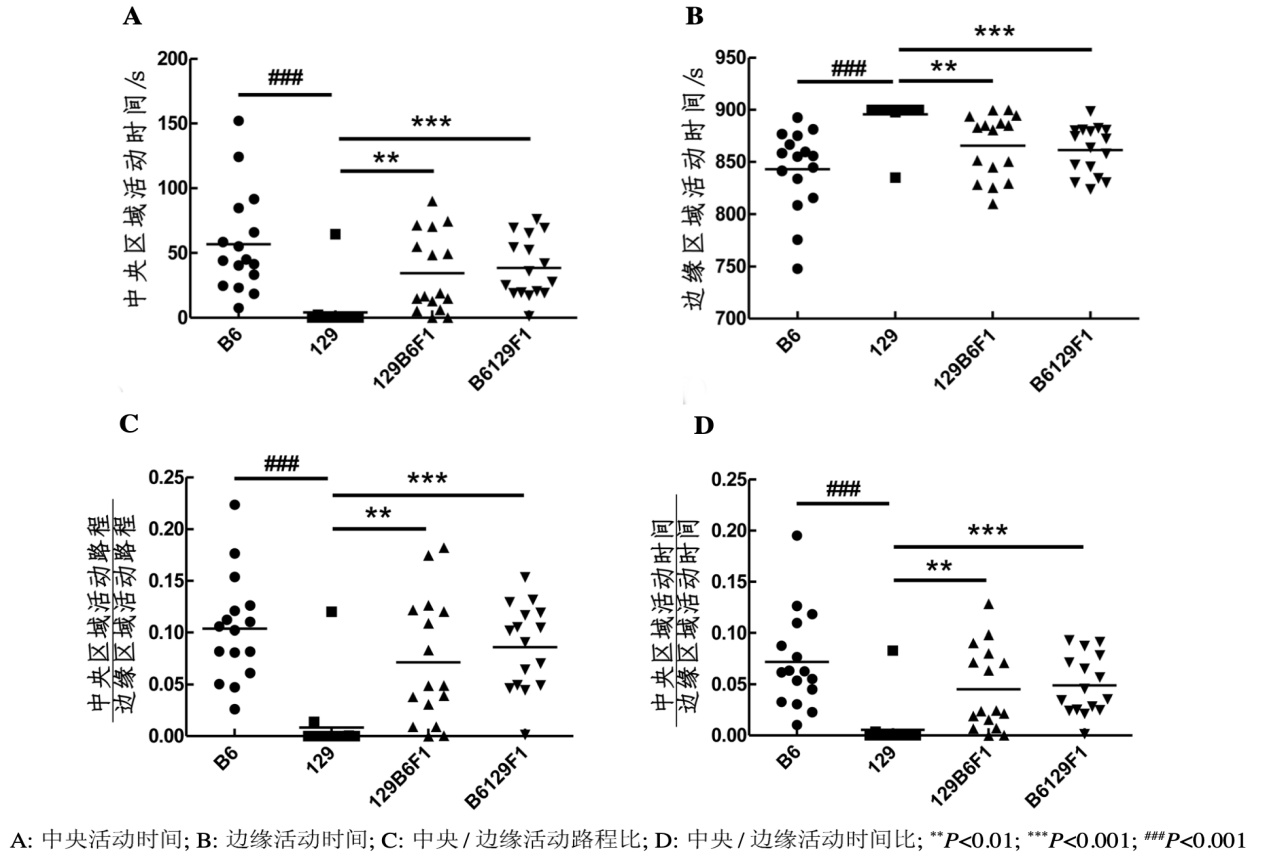 A
中央区域活动时间/s
200
150
100
50
0
###
***
**
B6
129
129B6F1
B6129F1
B
边缘区域活动时间/s
950
900
850
800
750
700
###
***
**
B6
129
129B6F1
B6129F1
C
中央区域活动路程
边缘区域活动路程
0.25
0.20
0.15
0.10
0.05
0.00
###
***
**
B6
129
129B6F1
B6129F1
D
中央区域活动时间
边缘区域活动时间
0.25
0.20
0.15
0.10
0.05
0.00
###
***
**
B6
129
129B6F1
B6129F1
A: 中央活动时间; B: 边缘活动时间; C: 中央 / 边缘活动路程比; D: 中央 / 边缘活动时间比; **P<0.01; ***P<0.001; ###P<0.001